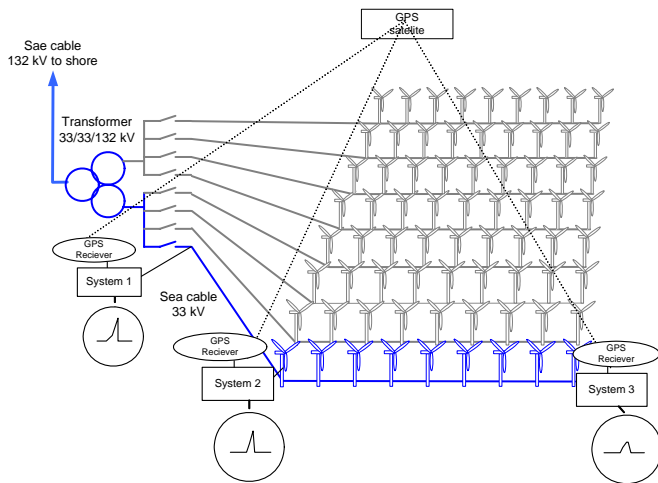 GPS
satelite
Sae cable
132 kV to shore
Transformer
33/33/132 kV
GPS
Reciever
System 1
Sea cable
33 kV
GPS
Reciever
System 2
GPS
Reciever
System 3